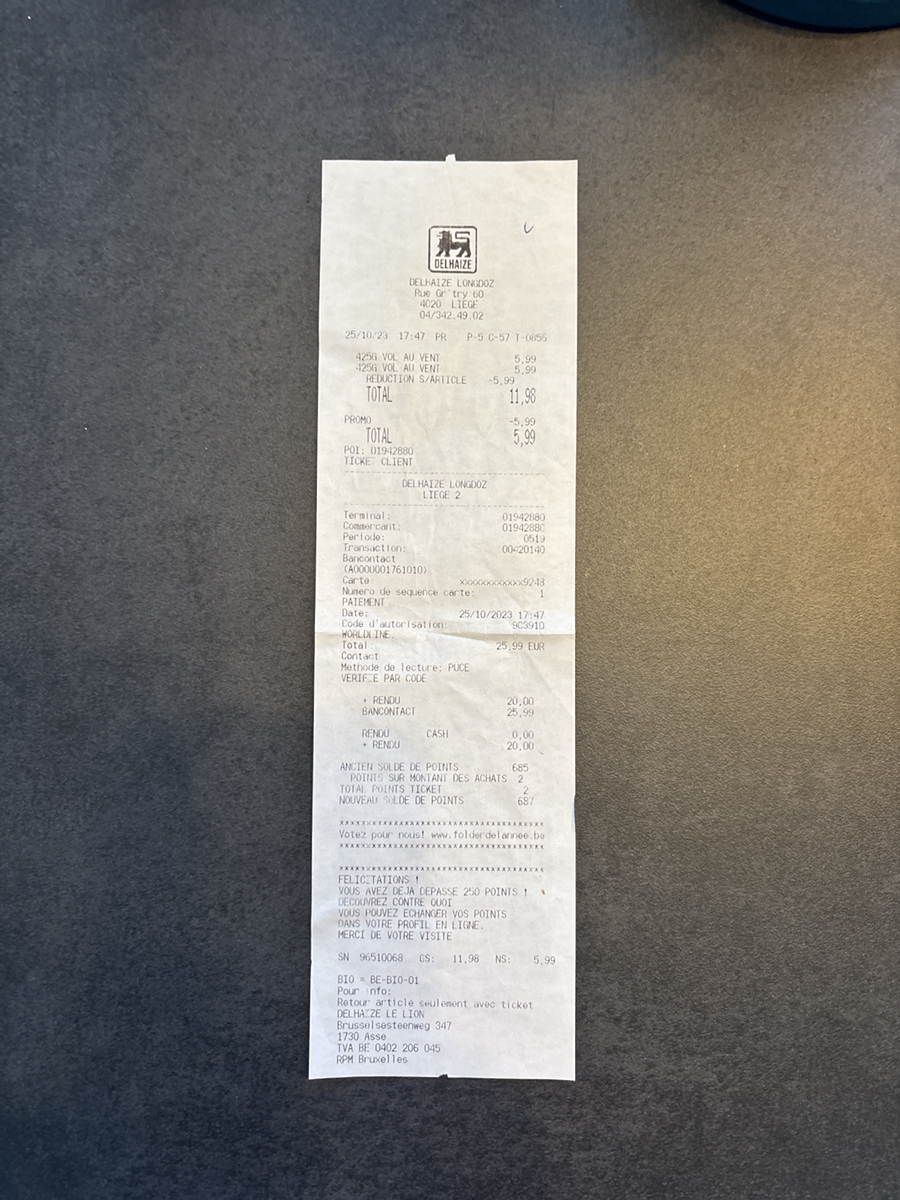 DELHAIZE
DELHAIZE LONGDOZ
Rue Gr'try 60
4020 LIEGE
04/342.49.02
25/10/23 17:47 PR P-5 C-57 T-0656
425G VOL AU VENT 5,99
425G VOL AU VENT 5,99
REDUCTION S/ARTICLE -5,99
TOTAL 11,98
PROMO -5,99
TOTAL 5,99
POI: 01942880
TICKET CLIENT
DELHAIZE LONGDOZ
LIEGE 2
Terminal: 01942880
Commercant: 01942880
Periode: 0519
Transaction: 00420140
Bancontact
(A0000001761010)
Carte: xxxxxxxxxxxxx9243
Numero de sequence carte: 1
PAIEMENT
Date: 25/10/2023 17:47
Code d'autorisation: 9C3910
WORLDLINE
Total: 25,99 EUR
Contact
Methode de lecture: PUCE
VERIFIE PAR CODE
+ RENDU 20,00
BANCONTACT 25,99
RENDU CASH 0,00
+ RENDU 20,00
ANCIEN SOLDE DE POINTS 685
POINTS SUR MONTANT DES ACHATS 2
TOTAL POINTS TICKET 2
NOUVEAU SOLDE DE POINTS 687
xxxxxxxxxxxxxxxxxxxxxxxxxxxxxxxxxxxxxx
Votez pour nous! www.folderdelannee.be
xxxxxxxxxxxxxxxxxxxxxxxxxxxxxxxxxxxxxx
xxxxxxxxxxxxxxxxxxxxxxxxxxxxxxxxxxxxxx
FELICITATIONS !
VOUS AVEZ DEJA DEPASSE 250 POINTS !
DECOUVREZ CONTRE QUOI
VOUS POUVEZ ECHANGER VOS POINTS
DANS VOTRE PROFIL EN LIGNE.
MERCI DE VOTRE VISITE
SN 96510068 GS: 11,98 NS: 5,99
BIO = BE-BIO-01
Pour info:
Retour article seulement avec ticket
DELHAIZE LE LION
Brusselsesteenweg 347
1730 Asse
TVA BE 0402 206 045
RPM Bruxelles